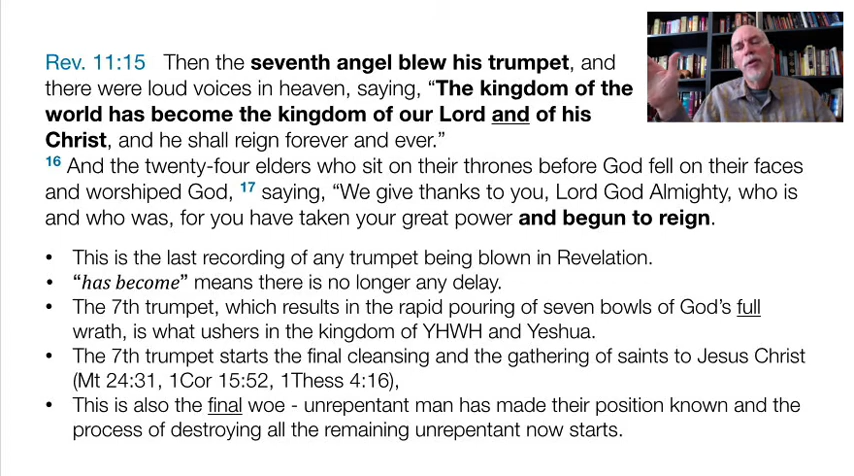 Rev. 11:15 Then the seventh angel blew his trumpet, and
there were loud voices in heaven, saying, “The kingdom of the
world has become the kingdom of our Lord and of his
Christ, and he shall reign forever and ever.”
16 And the twenty-four elders who sit on their thrones before God fell on their faces
and worshiped God, 17 saying, “We give thanks to you, Lord God Almighty, who is
and who was, for you have taken your great power and begun to reign.
• This is the last recording of any trumpet being blown in Revelation.
• “has become” means there is no longer any delay.
• The 7th trumpet, which results in the rapid pouring of seven bowls of God’s full
wrath, is what ushers in the kingdom of YHWH and Yeshua.
• The 7th trumpet starts the final cleansing and the gathering of saints to Jesus Christ
(Mt 24:31, 1Cor 15:52, 1Thess 4:16),
• This is also the final woe - unrepentant man has made their position known and the
process of destroying all the remaining unrepentant now starts.